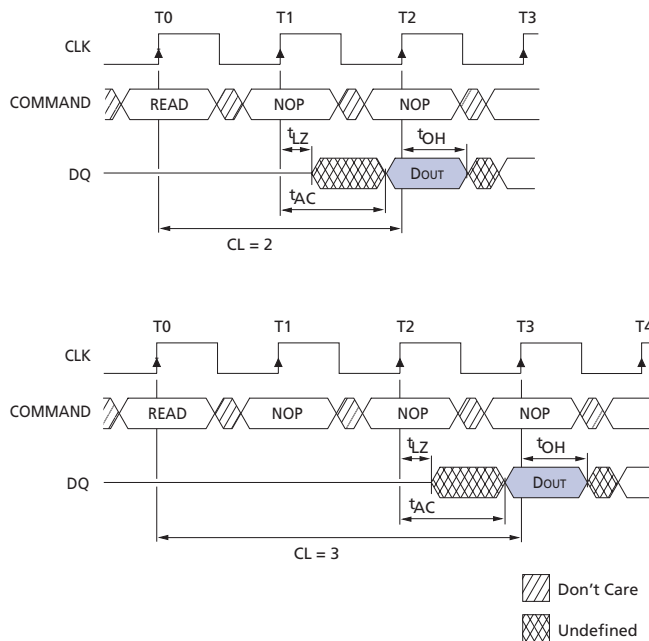 T0 T1 T2 T3
CLK
COMMAND READ NOP NOP
tLZ tOH
DQ DOUT
tAC
CL = 2
T0 T1 T2 T3 T4
CLK
COMMAND READ NOP NOP NOP
tLZ tOH
DQ DOUT
tAC
CL = 3
Don't Care
Undefined